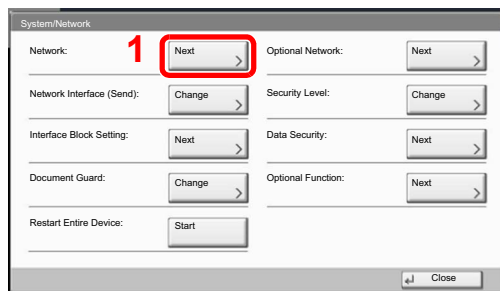 System/Network
Network: 1 Next Optional Network: Next
Network Interface (Send): Change Security Level: Change
Interface Block Setting: Next Data Security: Next
Document Guard: Change Optional Function: Next
Restart Entire Device: Start
Close